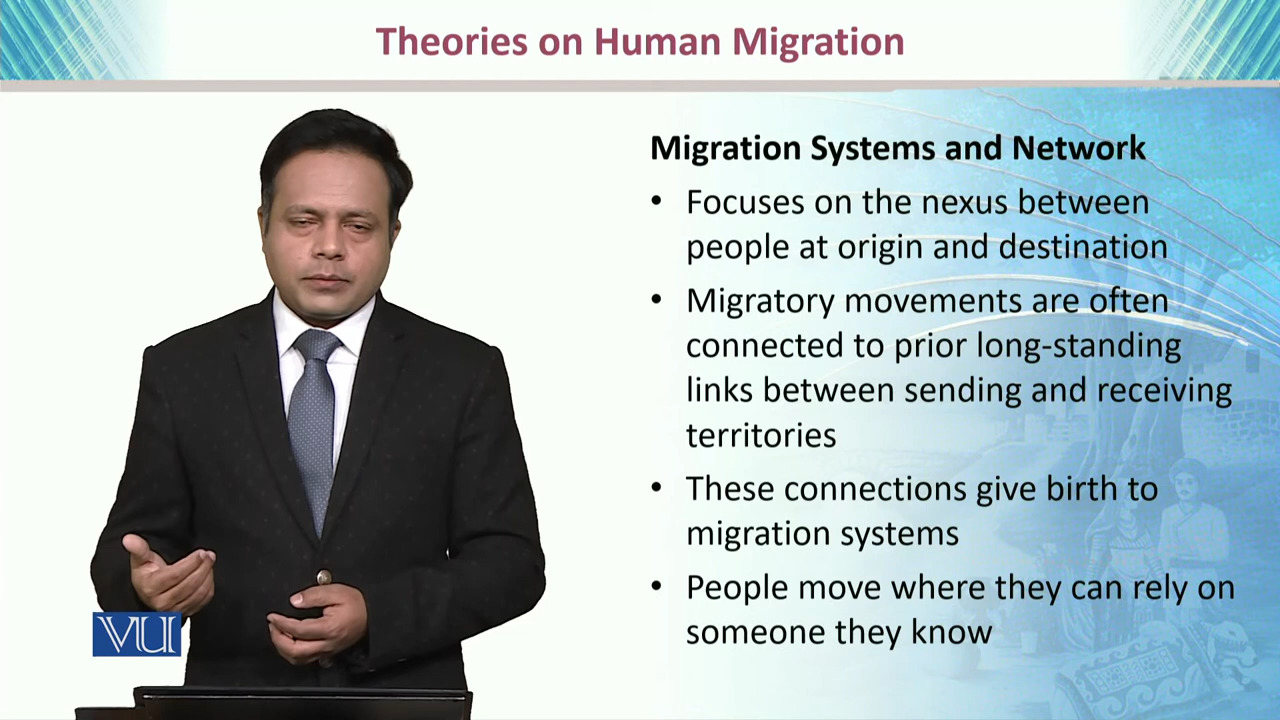 Theories on Human Migration
Migration Systems and Network
• Focuses on the nexus between
people at origin and destination
• Migratory movements are often
connected to prior long-standing
links between sending and receiving
territories
• These connections give birth to
migration systems
• People move where they can rely on
someone they know
VU